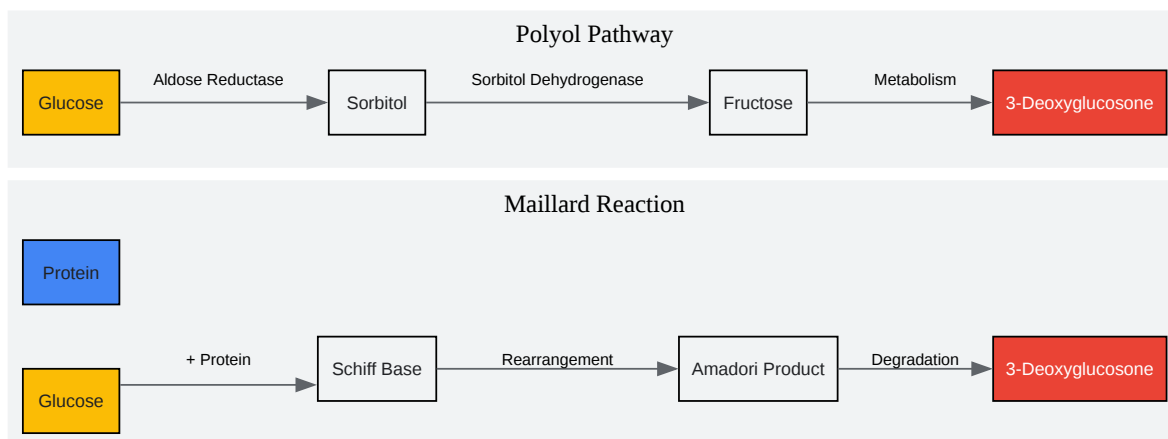 Polyol Pathway
Glucose
Aldose Reductase
Sorbitol
Sorbitol Dehydrogenase
Fructose
Metabolism
3-Deoxyglucosone
Maillard Reaction
Protein
Glucose
+ Protein
Schiff Base
Rearrangement
Amadori Product
Degradation
3-Deoxyglucosone